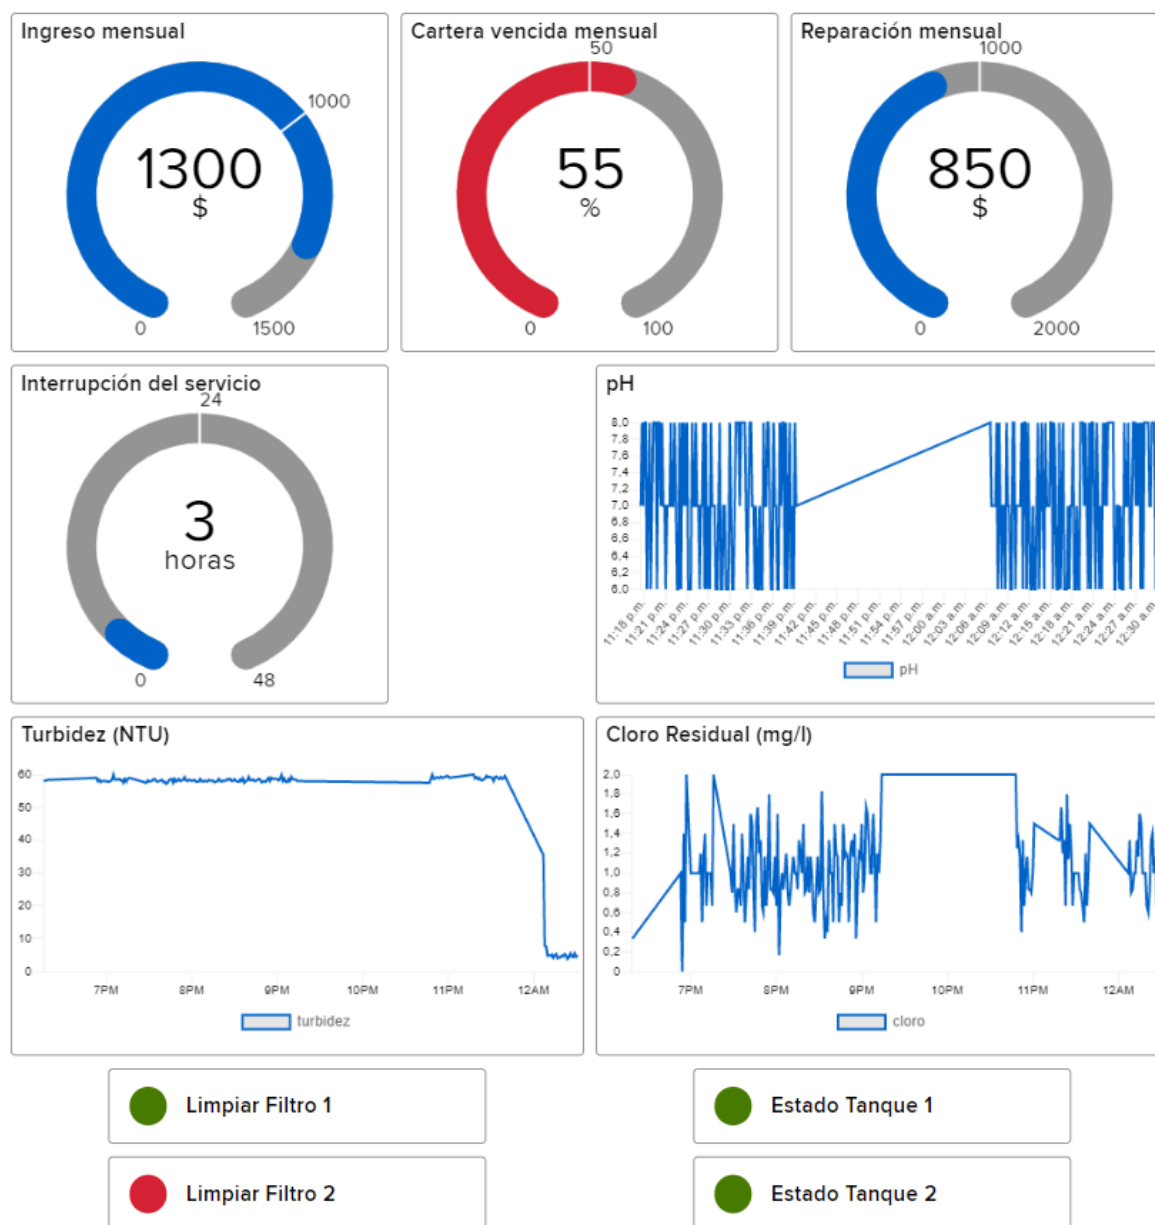 Ingreso mensual
1000
1300
$
0
1500
Cartera vencida mensual
50
55
%
0
100
Reparación mensual
1000
850
$
0
2000
Interrupción del servicio
24
3
horas
0
48
pH
8,0
7,8
7,6
7,4
7,2
7,0
6,8
6,6
6,4
6,2
6,0
11:18 p.m.
11:21 p.m.
11:24 p.m.
11:27 p.m.
11:30 p.m.
11:33 p.m.
11:36 p.m.
11:39 p.m.
11:42 p.m.
11:45 p.m.
11:48 p.m.
11:51 p.m.
11:54 p.m.
11:57 p.m.
12:00 a.m.
12:03 a.m.
12:06 a.m.
12:09 a.m.
12:12 a.m.
12:15 a.m.
12:18 a.m.
12:21 a.m.
12:24 a.m.
12:27 a.m.
12:30 a.m.
pH
Turbidez (NTU)
60
50
40
30
20
10
0
7PM 8PM 9PM 10PM 11PM 12AM
turbidez
Cloro Residual (mg/l)
2,0
1,8
1,6
1,4
1,2
1,0
0,8
0,6
0,4
0,2
0
7PM 8PM 9PM 10PM 11PM 12AM
cloro
Limpiar Filtro 1
Estado Tanque 1
Limpiar Filtro 2
Estado Tanque 2